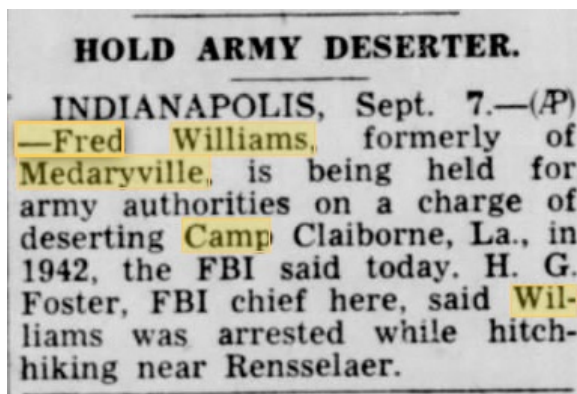 HOLD ARMY DESERTER.
INDIANAPOLIS, Sept. 7.—(AP)
—Fred Williams, formerly of
Medaryville, is being held for
army authorities on a charge of
deserting Camp Claiborne, La., in
1942, the FBI said today. H. G.
Foster, FBI chief here, said Wil-
liams was arrested while hitch-
hiking near Rensselaer.